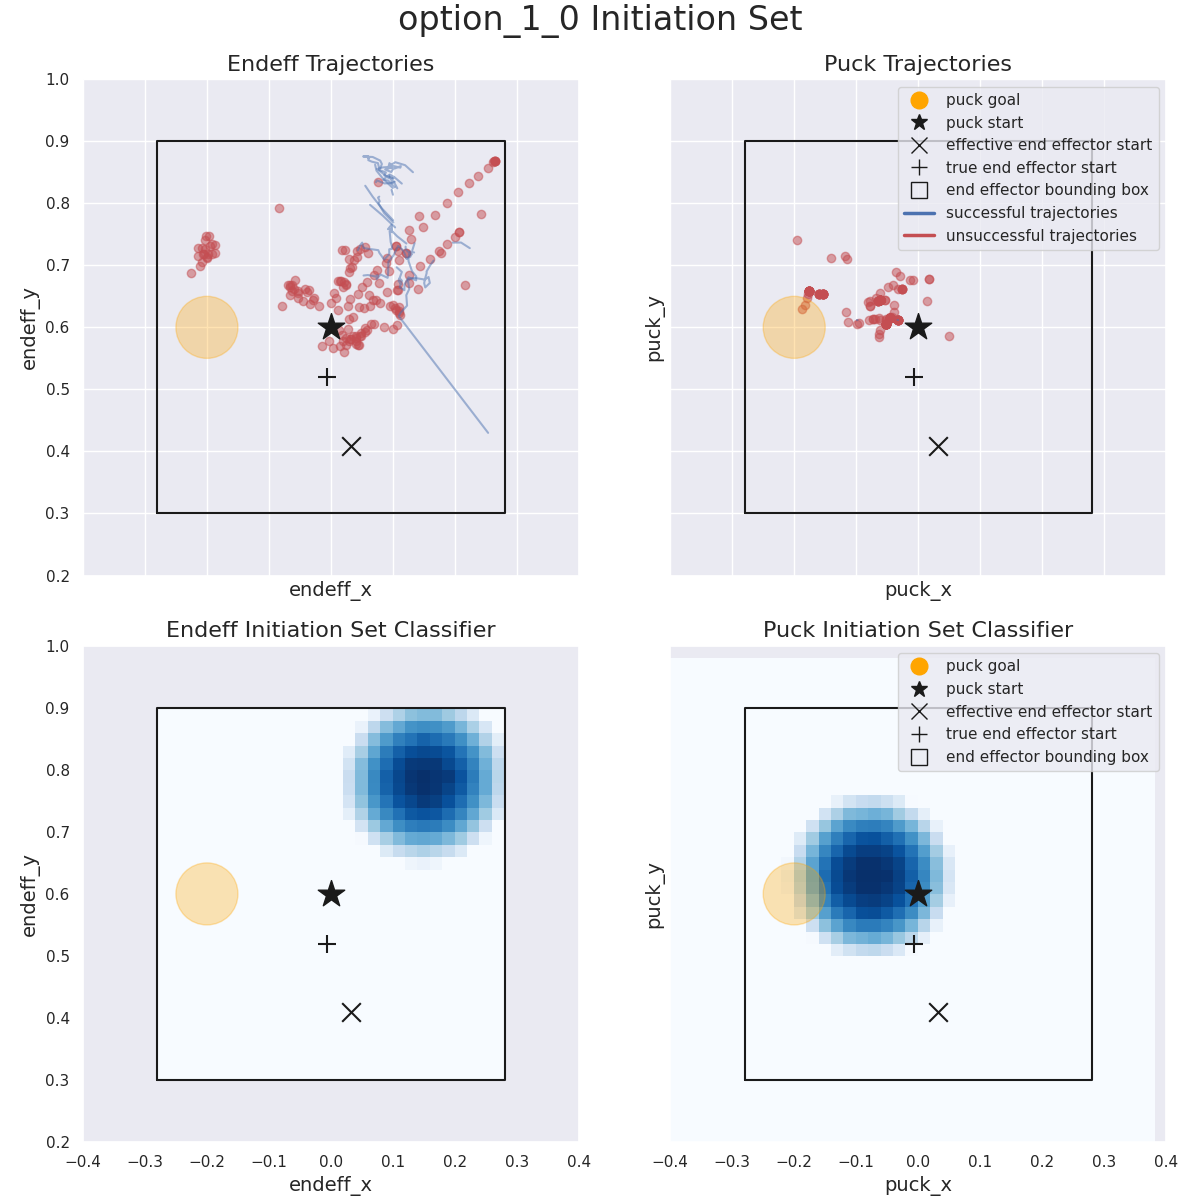 option_1_0 Initiation Set
Endeff Trajectories
1.0
0.9
0.8
0.7
0.6
0.5
0.4
0.3
0.2
endeff_y
endeff_x
Puck Trajectories
puck goal
puck start
effective end effector start
true end effector start
end effector bounding box
successful trajectories
unsuccessful trajectories
puck_y
puck_x
Endeff Initiation Set Classifier
1.0
0.9
0.8
0.7
0.6
0.5
0.4
0.3
0.2
endeff_y
−0.4 −0.3 −0.2 −0.1 0.0 0.1 0.2 0.3 0.4
endeff_x
Puck Initiation Set Classifier
puck goal
puck start
effective end effector start
true end effector start
end effector bounding box
puck_y
−0.4 −0.3 −0.2 −0.1 0.0 0.1 0.2 0.3 0.4
puck_x